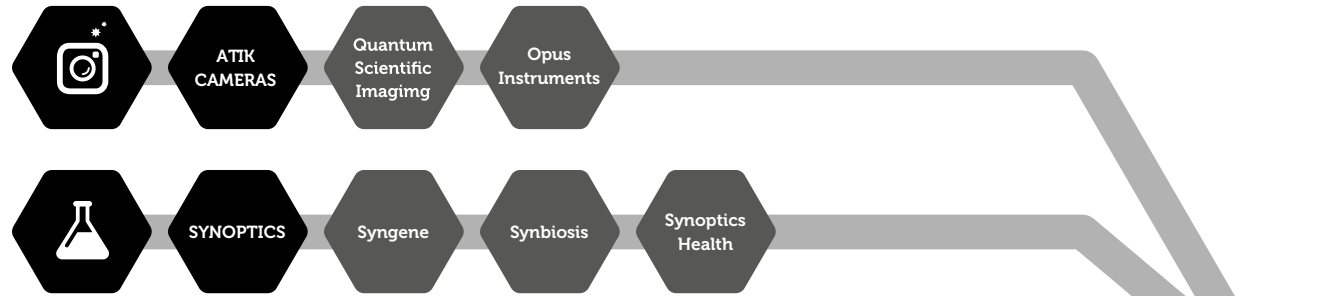 ATIK
CAMERAS
Quantum
Scientific
Imagimg
Opus
Instruments
SYNOPTICS
Syngene
Synbiosis
Synoptics
Health